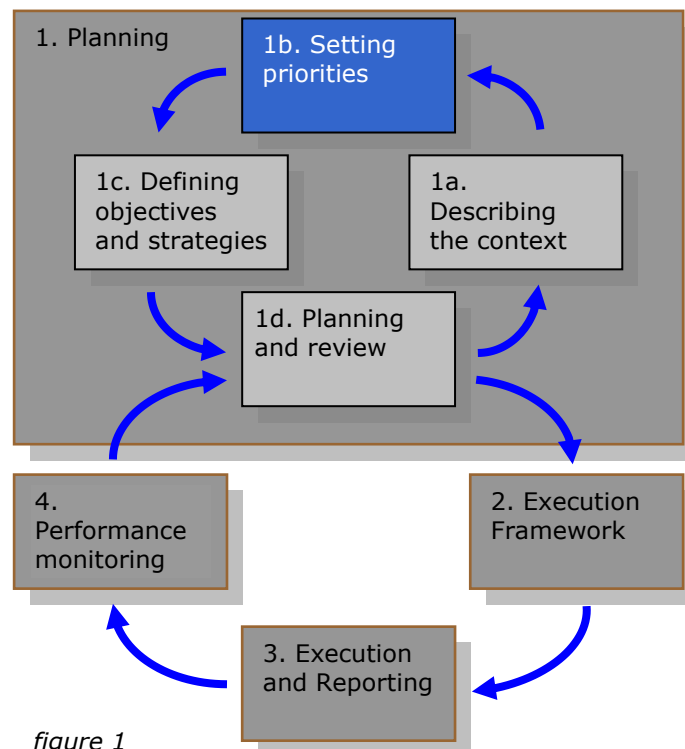 1. Planning
1b. Setting
priorities
1c. Defining
objectives
and strategies
1a.
Describing
the context
1d. Planning
and review
4.
Performance
monitoring
2. Execution
Framework
3. Execution
and Reporting
figure 1